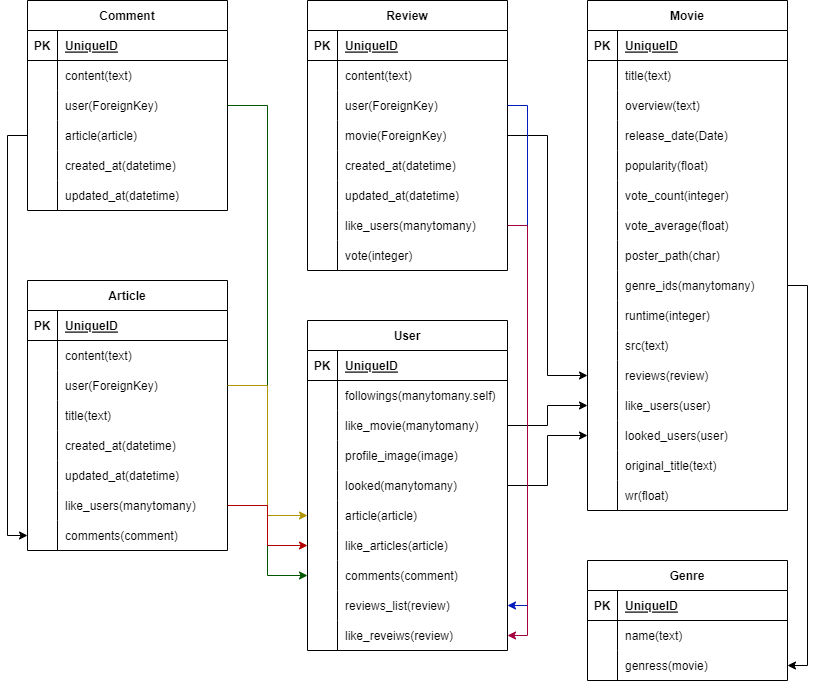 Comment
PK UniqueID
content(text)
user(ForeignKey)
article(article)
created_at(datetime)
updated_at(datetime)
Review
PK UniqueID
content(text)
user(ForeignKey)
movie(ForeignKey)
created_at(datetime)
updated_at(datetime)
like_users(manytomany)
vote(integer)
Movie
PK UniqueID
title(text)
overview(text)
release_date(Date)
popularity(float)
vote_count(integer)
vote_average(float)
poster_path(char)
genre_ids(manytomany)
runtime(integer)
src(text)
reviews(review)
like_users(user)
looked_users(user)
original_title(text)
wr(float)
Article
PK UniqueID
content(text)
user(ForeignKey)
title(text)
created_at(datetime)
updated_at(datetime)
like_users(manytomany)
comments(comment)
User
PK UniqueID
followings(manytomany.self)
like_movie(manytomany)
profile_image(image)
looked(manytomany)
article(article)
like_articles(article)
comments(comment)
reviews_list(review)
like_reveiws(review)
Genre
PK UniqueID
name(text)
genress(movie)